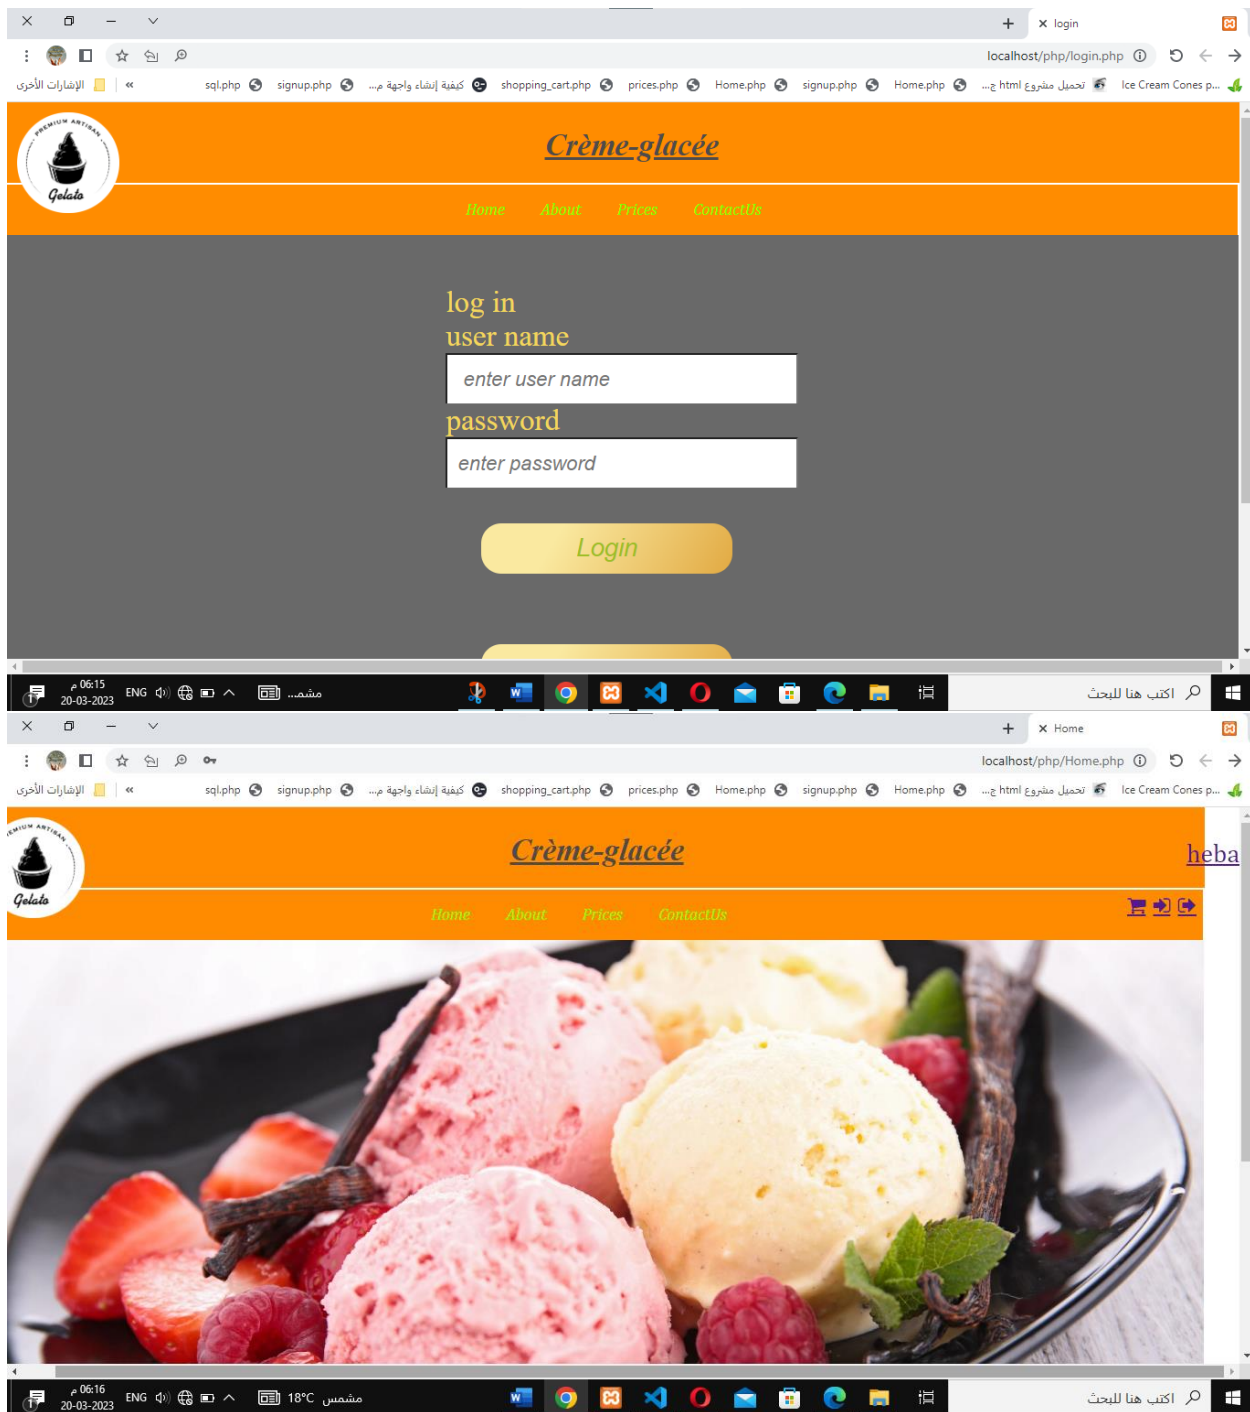 login
localhost/php/login.php
الإشارات الأخرى
»
sql.php
signup.php
كيفية إنشاء واجهة م...
shopping_cart.php
prices.php
Home.php
signup.php
Home.php
تحميل مشروع html ج...
Ice Cream Cones p...
PREMIUM ARTISAN
Gelato
Crème-glacée
Home About Prices ContactUs
log in
user name
enter user name
password
enter password
Login
1
06:15 م
20-03-2023
ENG
مشمـ...
اكتب هنا للبحث
Home
localhost/php/Home.php
الإشارات الأخرى
»
sql.php
signup.php
كيفية إنشاء واجهة م...
shopping_cart.php
prices.php
Home.php
signup.php
Home.php
تحميل مشروع html ج...
Ice Cream Cones p...
PREMIUM ARTISAN
Gelato
Crème-glacée
heba
Home About Prices ContactUs
1
06:16 م
20-03-2023
ENG
18°C مشمس
اكتب هنا للبحث